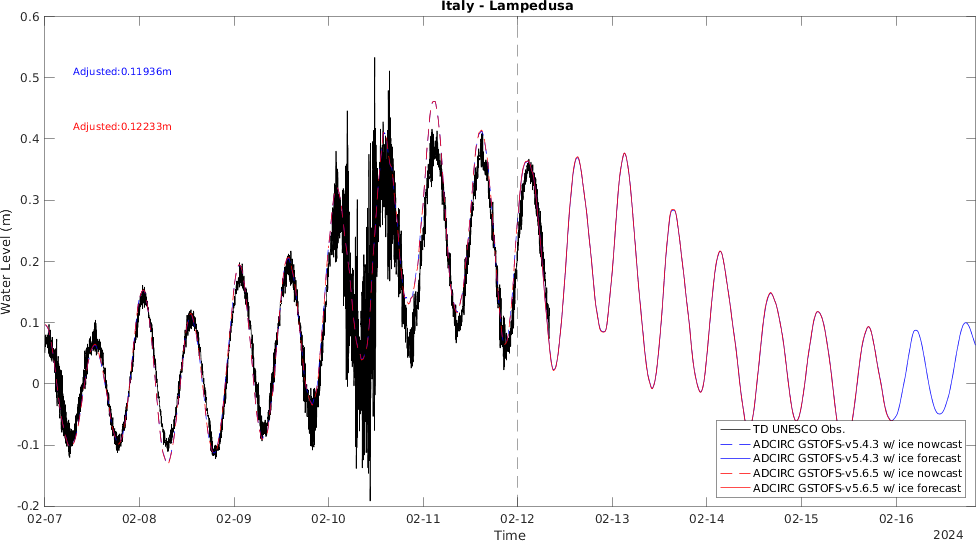 Italy - Lampedusa
Water Level (m)
0.6
0.5
0.4
0.3
0.2
0.1
0
-0.1
-0.2
Adjusted:0.11936m
Adjusted:0.12233m
TD UNESCO Obs.
ADCIRC GSTOFS-v5.4.3 w/ ice nowcast
ADCIRC GSTOFS-v5.4.3 w/ ice forecast
ADCIRC GSTOFS-v5.6.5 w/ ice nowcast
ADCIRC GSTOFS-v5.6.5 w/ ice forecast
02-07 02-08 02-09 02-10 02-11 02-12 02-13 02-14 02-15 02-16
Time
2024